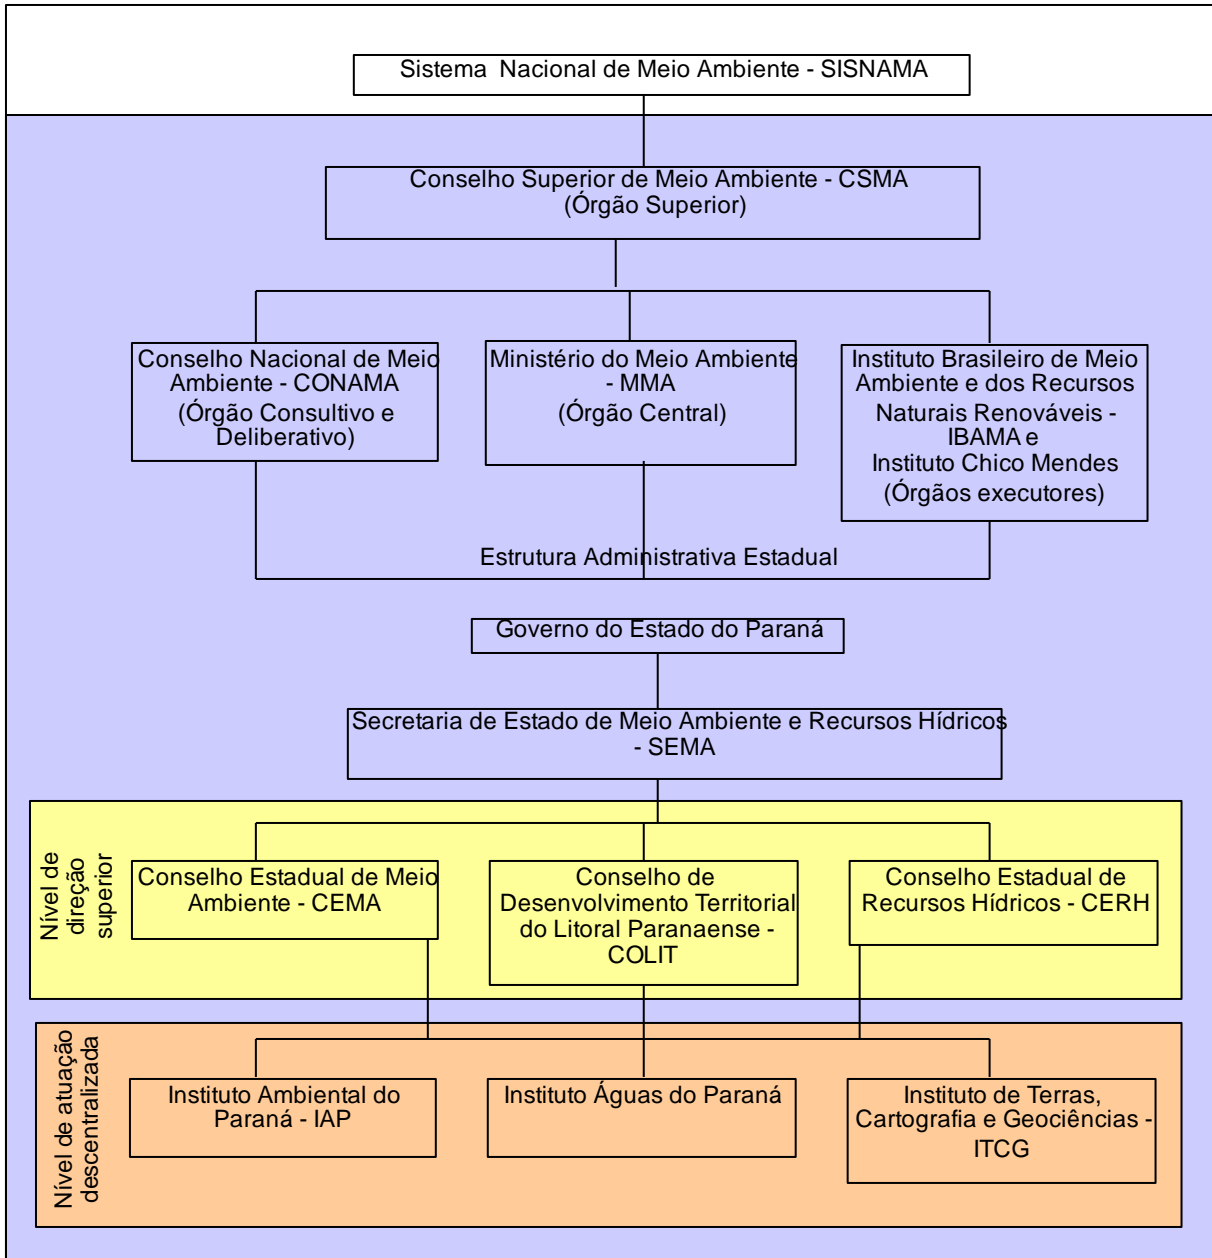 Sistema Nacional de Meio Ambiente - SISNAMA
Conselho Superior de Meio Ambiente - CSMA
(Órgão Superior)
Conselho Nacional de Meio
Ambiente - CONAMA
(Órgão Consultivo e
Deliberativo)
Ministério do Meio Ambiente
- MMA
(Órgão Central)
Instituto Brasileiro de Meio
Ambiente e dos Recursos
Naturais Renováveis -
IBAMA e
Instituto Chico Mendes
(Órgãos executores)
Estrutura Administrativa Estadual
Governo do Estado do Paraná
Secretaria de Estado de Meio Ambiente e Recursos Hídricos
- SEMA
Nível de
direção
superior
Conselho Estadual de Meio
Ambiente - CEMA
Conselho de
Desenvolvimento Territorial
do Litoral Paranaense -
COLIT
Conselho Estadual de
Recursos Hídricos - CERH
Nível de atuação
descentralizada
Instituto Ambiental do
Paraná - IAP
Instituto Águas do Paraná
Instituto de Terras,
Cartografia e Geociências -
ITCG